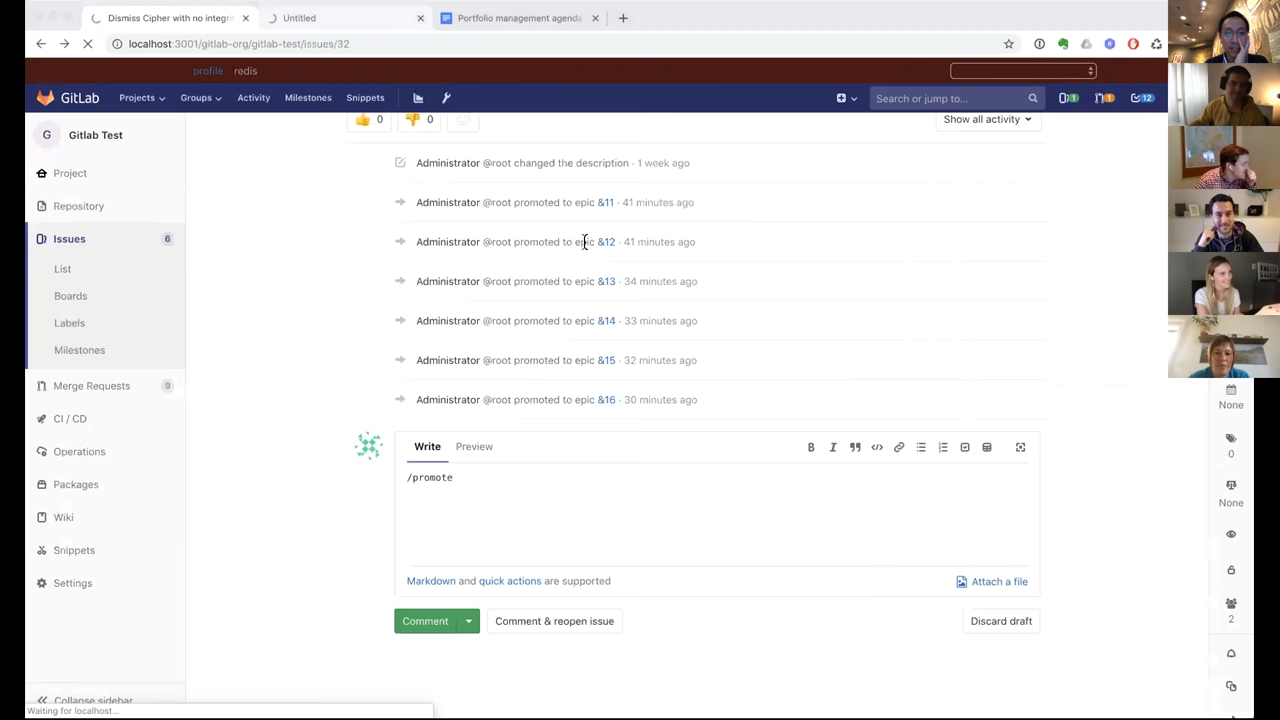 Dismiss Cipher with no integri
Untitled
Portfolio management agenda
localhost:3001/gitlab-org/gitlab-test/issues/32
profile redis
GitLab Projects Groups Activity Milestones Snippets Search or jump to... 1 1 12
G Gitlab Test
Project
Repository
Issues 6
List
Boards
Labels
Milestones
Merge Requests 9
CI / CD
Operations
Packages
Wiki
Snippets
Settings
Collapse sidebar
Waiting for localhost...
0 0 Show all activity
Administrator @root changed the description · 1 week ago
Administrator @root promoted to epic &11 · 41 minutes ago
Administrator @root promoted to epic &12 · 41 minutes ago
Administrator @root promoted to epic &13 · 34 minutes ago
Administrator @root promoted to epic &14 · 33 minutes ago
Administrator @root promoted to epic &15 · 32 minutes ago
Administrator @root promoted to epic &16 · 30 minutes ago
Write Preview
/promote
Markdown and quick actions are supported
Attach a file
Comment Comment & reopen issue Discard draft
None
0
None
2